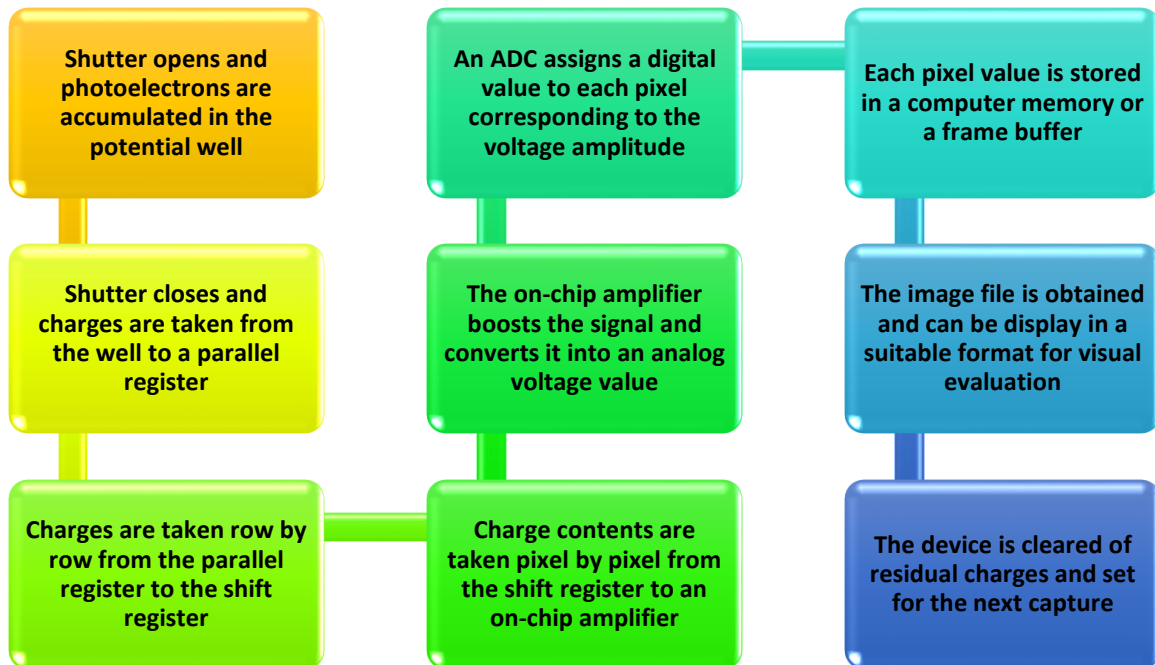 Shutter opens and
photoelectrons are
accumulated in the
potential well
Shutter closes and
charges are taken from
the well to a parallel
register
Charges are taken row by
row from the parallel
register to the shift
register
Charge contents are
taken pixel by pixel from
the shift register to an
on-chip amplifier
The on-chip amplifier
boosts the signal and
converts it into an analog
voltage value
An ADC assigns a digital
value to each pixel
corresponding to the
voltage amplitude
Each pixel value is stored
in a computer memory or
a frame buffer
The image file is obtained
and can be display in a
suitable format for visual
evaluation
The device is cleared of
residual charges and set
for the next capture